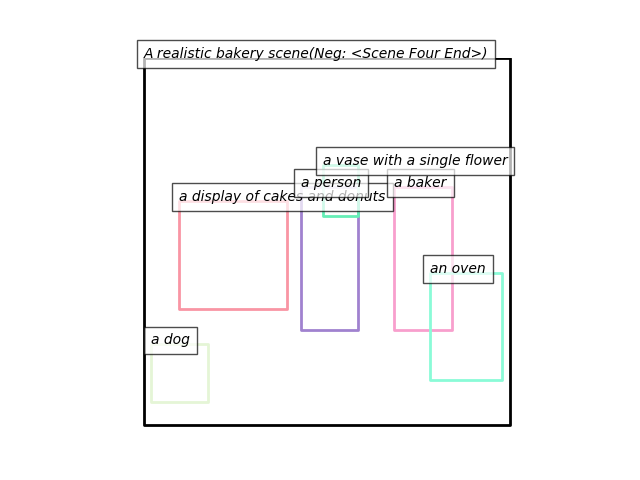 A realistic bakery scene(Neg: <Scene Four End>)
a vase with a single flower
a person
a baker
a display of cakes and donuts
an oven
a dog